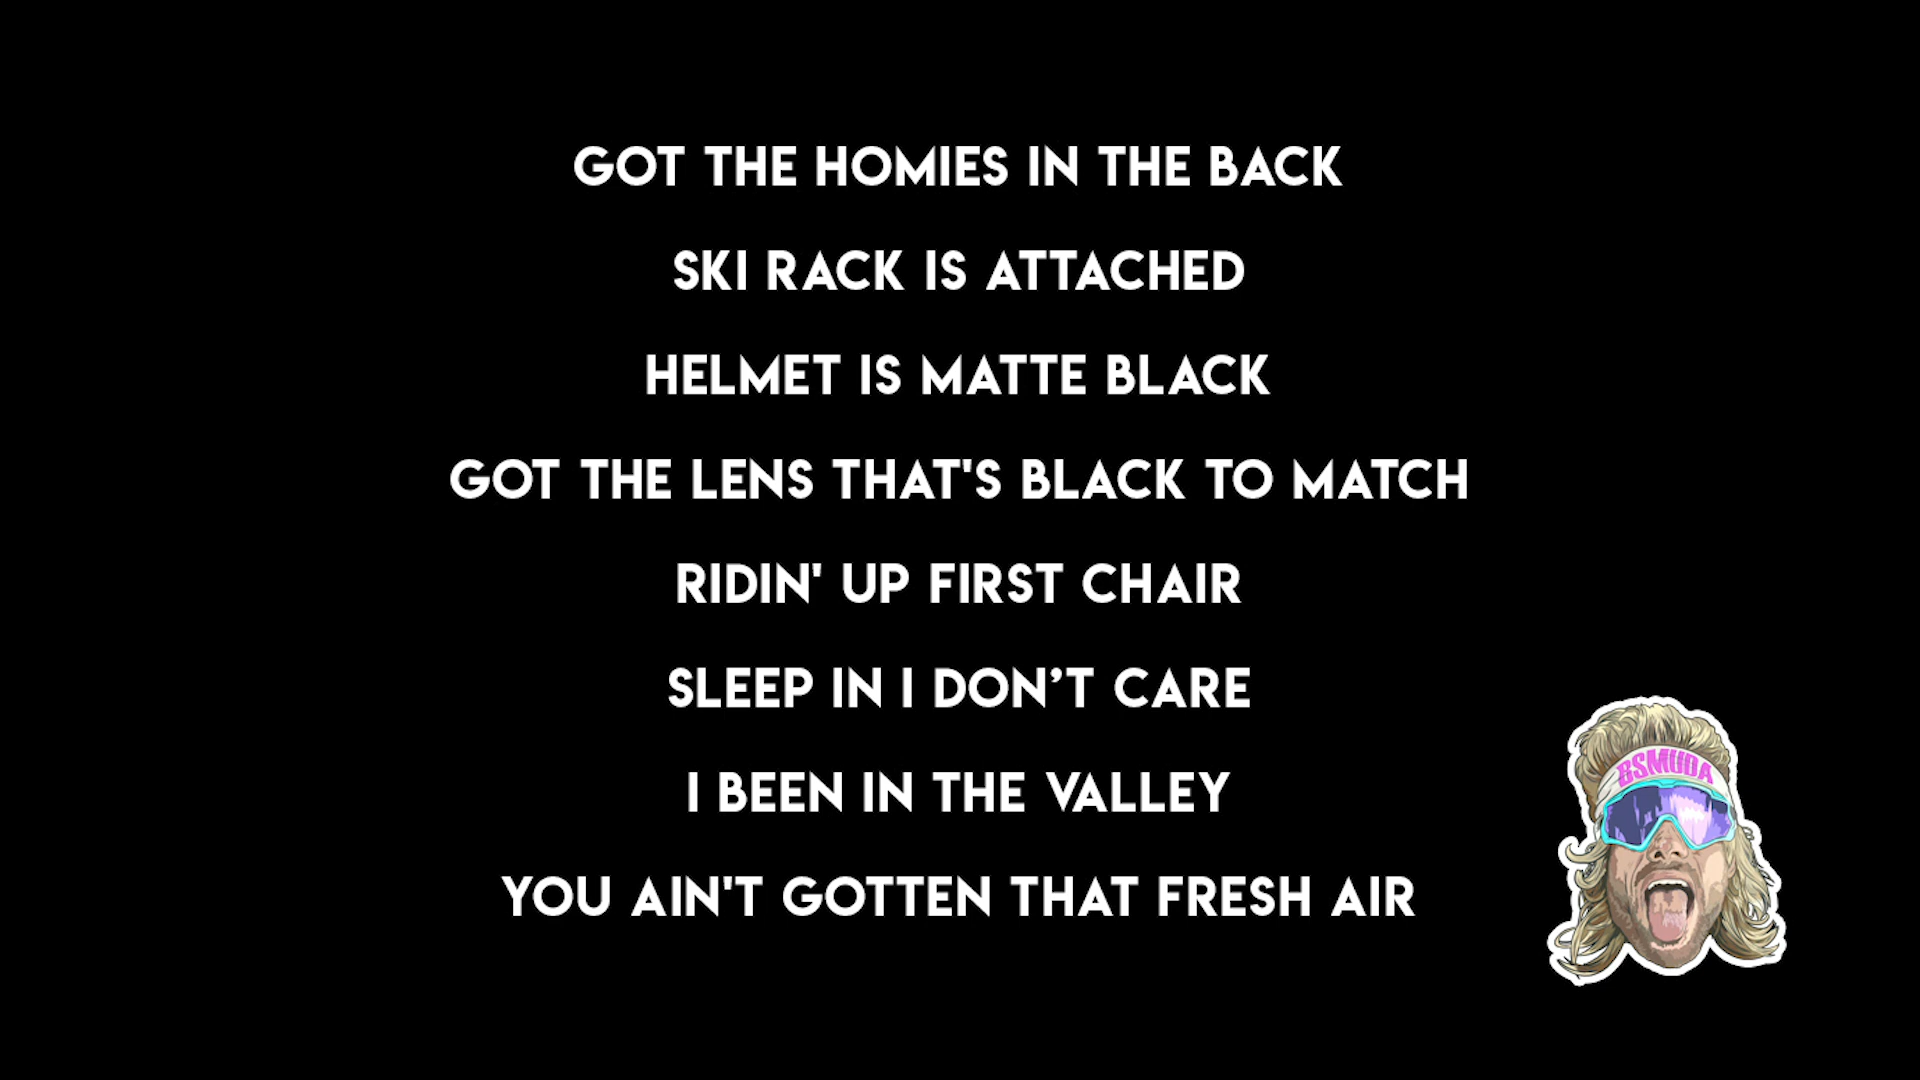 GOT THE HOMIES IN THE BACK
SKI RACK IS ATTACHED
HELMET IS MATTE BLACK
GOT THE LENS THAT'S BLACK TO MATCH
RIDIN' UP FIRST CHAIR
SLEEP IN I DON’T CARE
I BEEN IN THE VALLEY
YOU AIN'T GOTTEN THAT FRESH AIR
BSMUDA